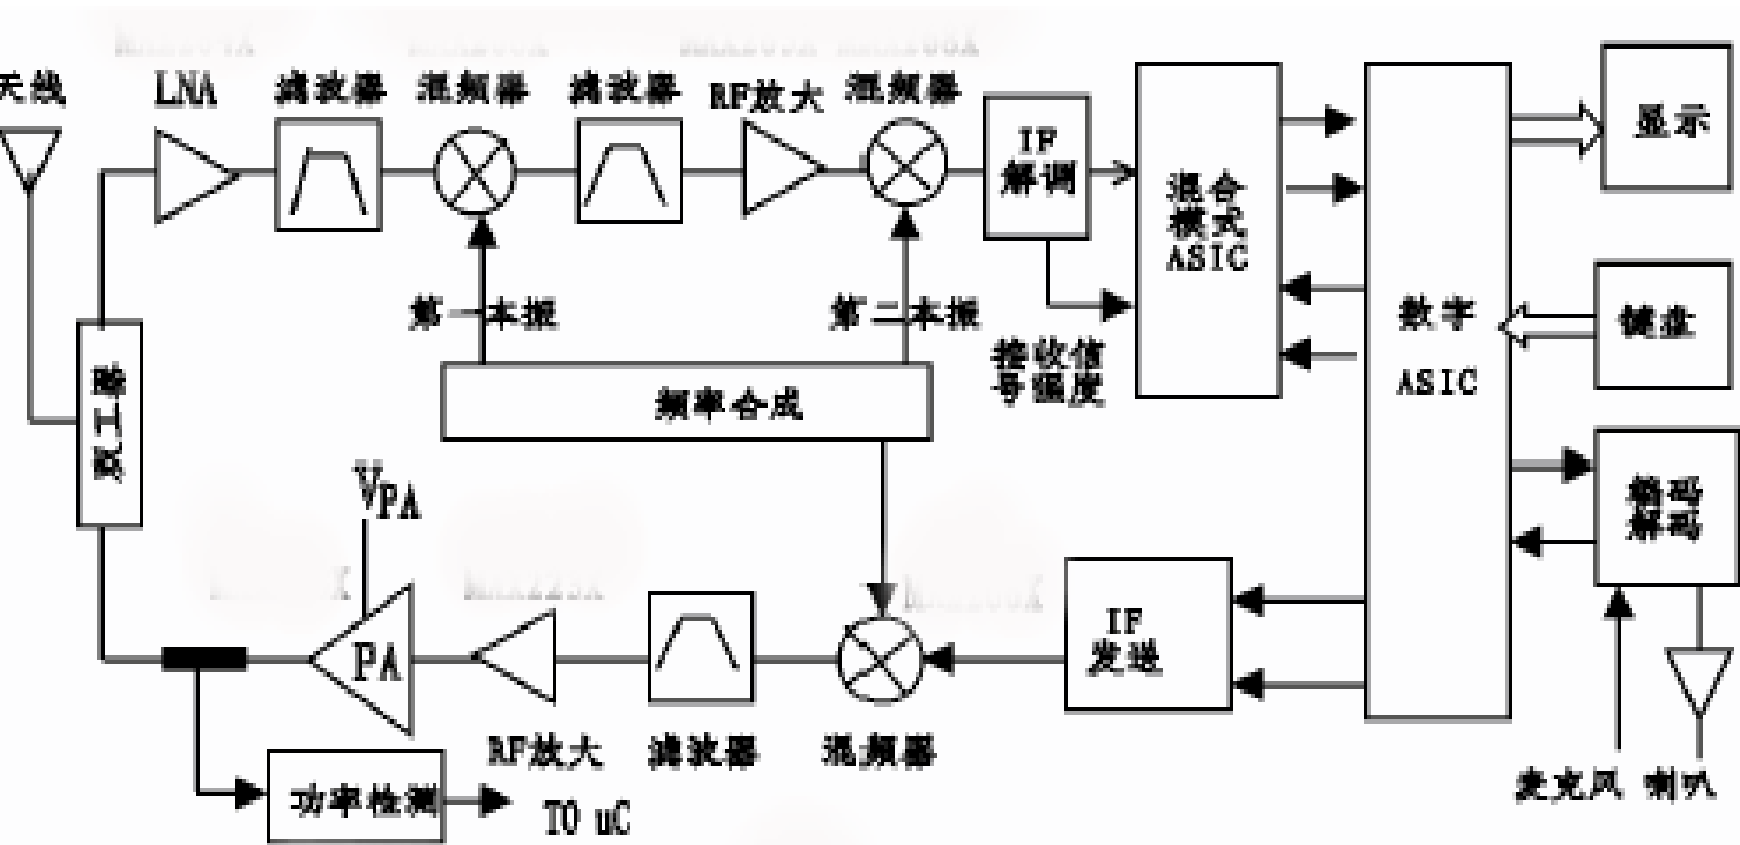 天线
LNA
滤波器
混频器
滤波器
RF放大
混频器
IF
解调
混合
模式
ASIC
显示
第一本振
第二本振
接收信
号强度
数字
ASIC
键盘
双工器
频率合成
VPA
编码
解码
PA
IF
发送
RF放大
滤波器
混频器
功率检测
TO uC
麦克风
喇叭